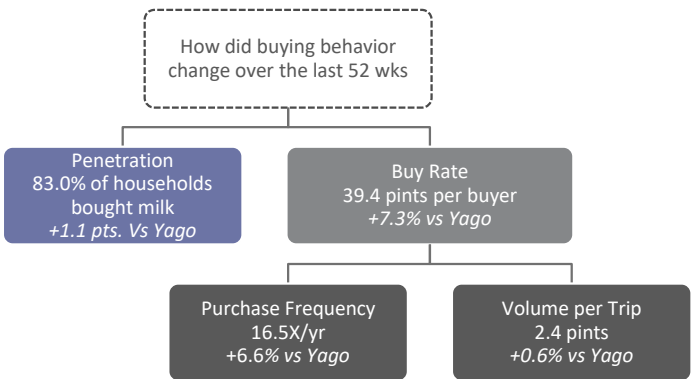 How did buying behavior
change over the last 52 wks
Penetration
83.0% of households
bought milk
+1.1 pts. Vs Yago
Buy Rate
39.4 pints per buyer
+7.3% vs Yago
Purchase Frequency
16.5X/yr
+6.6% vs Yago
Volume per Trip
2.4 pints
+0.6% vs Yago